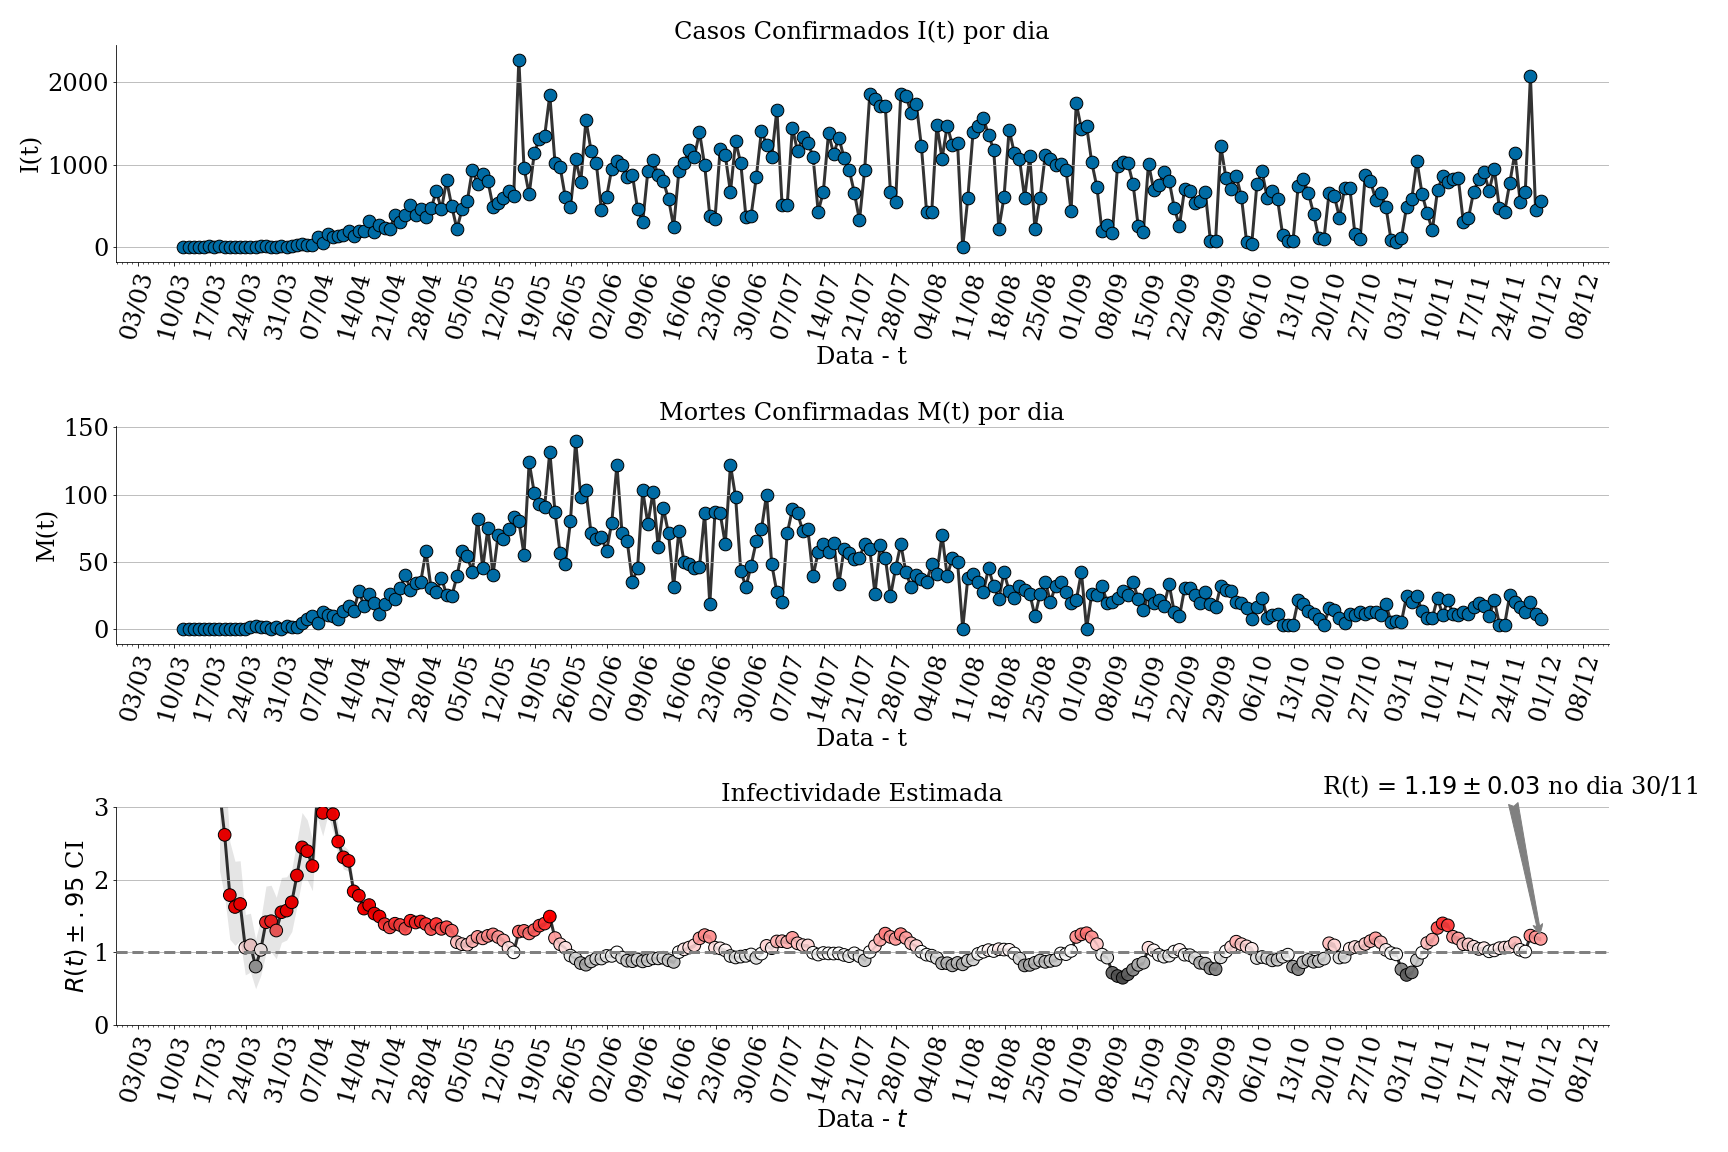 Casos Confirmados I(t) por dia
I(t)
2000
1000
0
03/03 10/03 17/03 24/03 31/03 07/04 14/04 21/04 28/04 05/05 12/05 19/05 26/05 02/06 09/06 16/06 23/06 30/06 07/07 14/07 21/07 28/07 04/08 11/08 18/08 25/08 01/09 08/09 15/09 22/09 29/09 06/10 13/10 20/10 27/10 03/11 10/11 17/11 24/11 01/12 08/12
Data - t
Mortes Confirmadas M(t) por dia
M(t)
150
100
50
0
03/03 10/03 17/03 24/03 31/03 07/04 14/04 21/04 28/04 05/05 12/05 19/05 26/05 02/06 09/06 16/06 23/06 30/06 07/07 14/07 21/07 28/07 04/08 11/08 18/08 25/08 01/09 08/09 15/09 22/09 29/09 06/10 13/10 20/10 27/10 03/11 10/11 17/11 24/11 01/12 08/12
Data - t
R(t) = 1.19 ± 0.03 no dia 30/11
Infectividade Estimada
R(t) ± .95 CI
3
2
1
0
03/03 10/03 17/03 24/03 31/03 07/04 14/04 21/04 28/04 05/05 12/05 19/05 26/05 02/06 09/06 16/06 23/06 30/06 07/07 14/07 21/07 28/07 04/08 11/08 18/08 25/08 01/09 08/09 15/09 22/09 29/09 06/10 13/10 20/10 27/10 03/11 10/11 17/11 24/11 01/12 08/12
Data - t